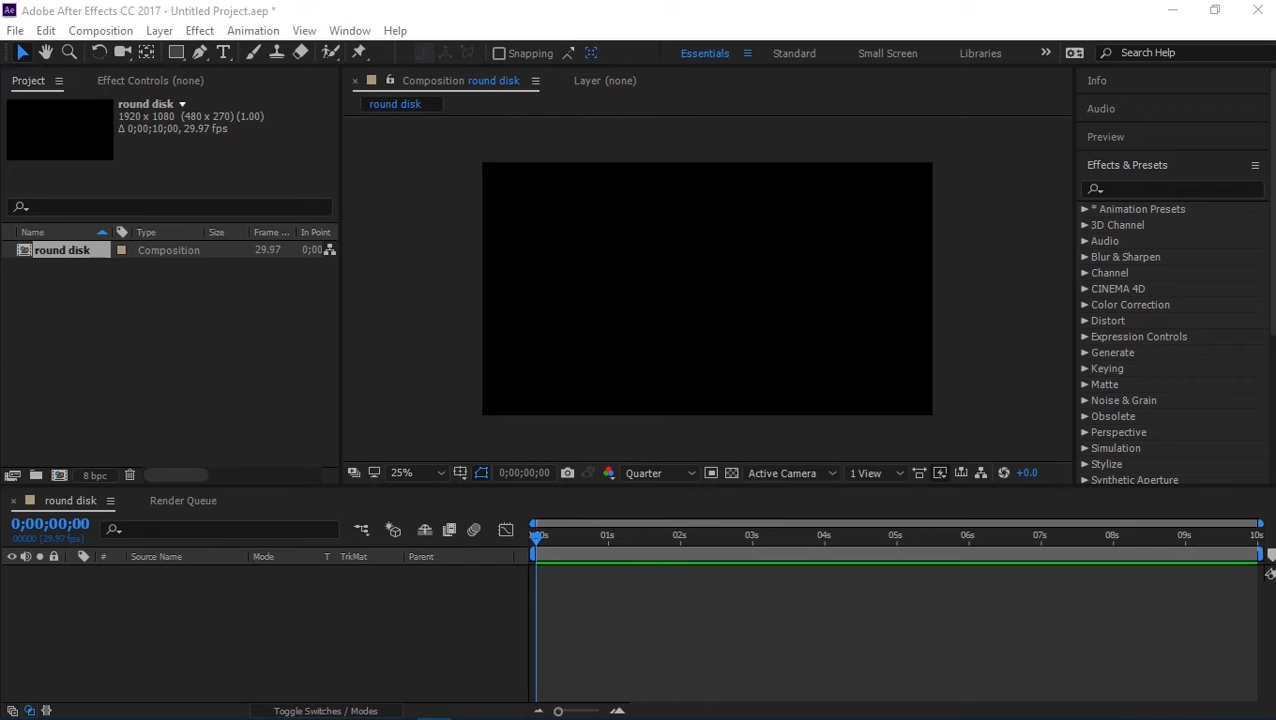 Ae Adobe After Effects CC 2017 - Untitled Project.aep *
File Edit Composition Layer Effect Animation View Window Help
T Snapping Essentials Standard Small Screen Libraries Search Help
Project Effect Controls (none) Composition round disk Layer (none) Info
round disk
round disk
1920 x 1080 (480 x 270) (1.00)
Δ 0;00;10;00, 29.97 fps
Audio
Preview
Effects & Presets
Name Type Size Frame ... In Point
round disk Composition 29.97 0;00
* Animation Presets
3D Channel
Audio
Blur & Sharpen
Channel
CINEMA 4D
Color Correction
Distort
Expression Controls
Generate
Keying
Matte
Noise & Grain
Obsolete
Perspective
Simulation
Stylize
Synthetic Aperture
8 bpc 25% 0;00;00;00 Quarter Active Camera 1 View +0.0
round disk Render Queue
0;00;00;00
00000 (29.97 fps)
01s 02s 03s 04s 05s 06s 07s 08s 09s 10s
# Source Name Mode T TrkMat Parent
Toggle Switches / Modes